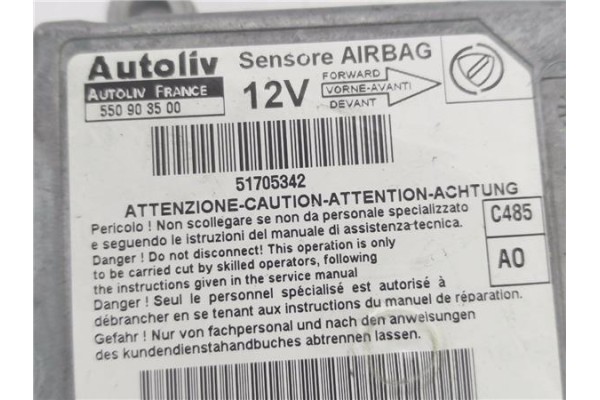 Autoliv
Sensore AIRBAG
AUTOLIV FRANCE
550 90 35 00
12V
FORWARD
VORNE-AVANTI
DEVANT
51705342
ATTENZIONE-CAUTION-ATTENTION-ACHTUNG
Pericolo ! Non scollegare se non da personale specializzato
e seguendo le istruzioni del manuale di assistenza tecnica.
Danger ! Do not disconnect! This operation is only
to be carried cut by skilled operators, following
the instructions given in the service manual
Danger ! Seul le personnel spécialisé est autorisé à
débrancher en se tenant aux instructions du manuel de réparation.
Gefahr ! Nur von fachpersonal und nach den anweisungen
des kundendienstahandbuches abtrennen lassen.
C485
A0